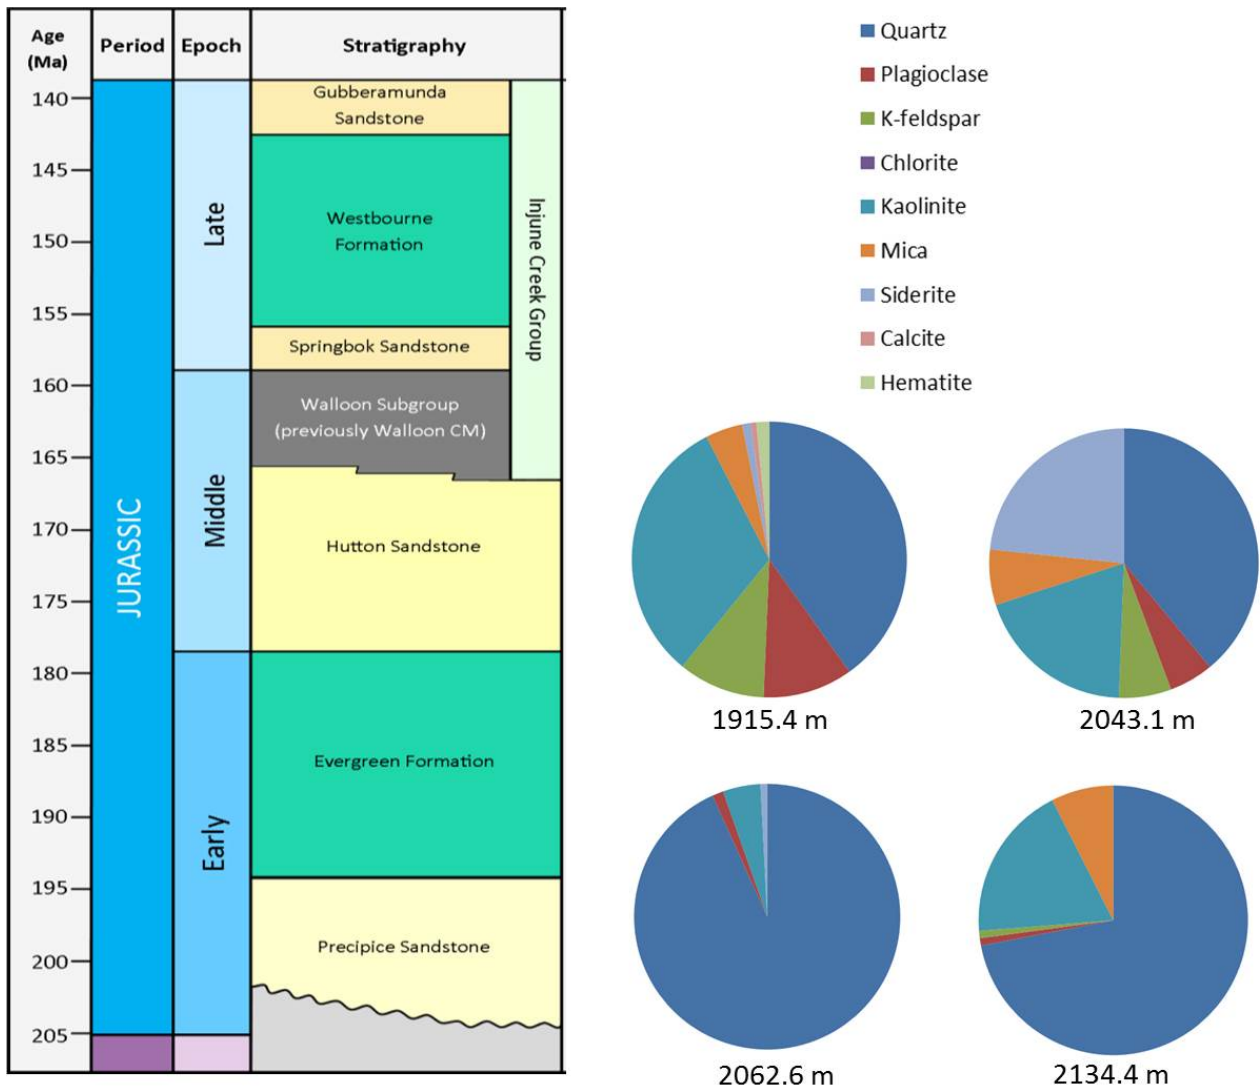 Age
(Ma)
Period
Epoch
Stratigraphy
140
145
150
155
160
165
170
175
180
185
190
195
200
205
JURASSIC
Late
Middle
Early
Gubberamunda
Sandstone
Westbourne
Formation
Springbok Sandstone
Walloon Subgroup
(previously Walloon CM)
Hutton Sandstone
Evergreen Formation
Precipice Sandstone
Injune Creek Group
Quartz
Plagioclase
K-feldspar
Chlorite
Kaolinite
Mica
Siderite
Calcite
Hematite
1915.4 m
2043.1 m
2062.6 m
2134.4 m